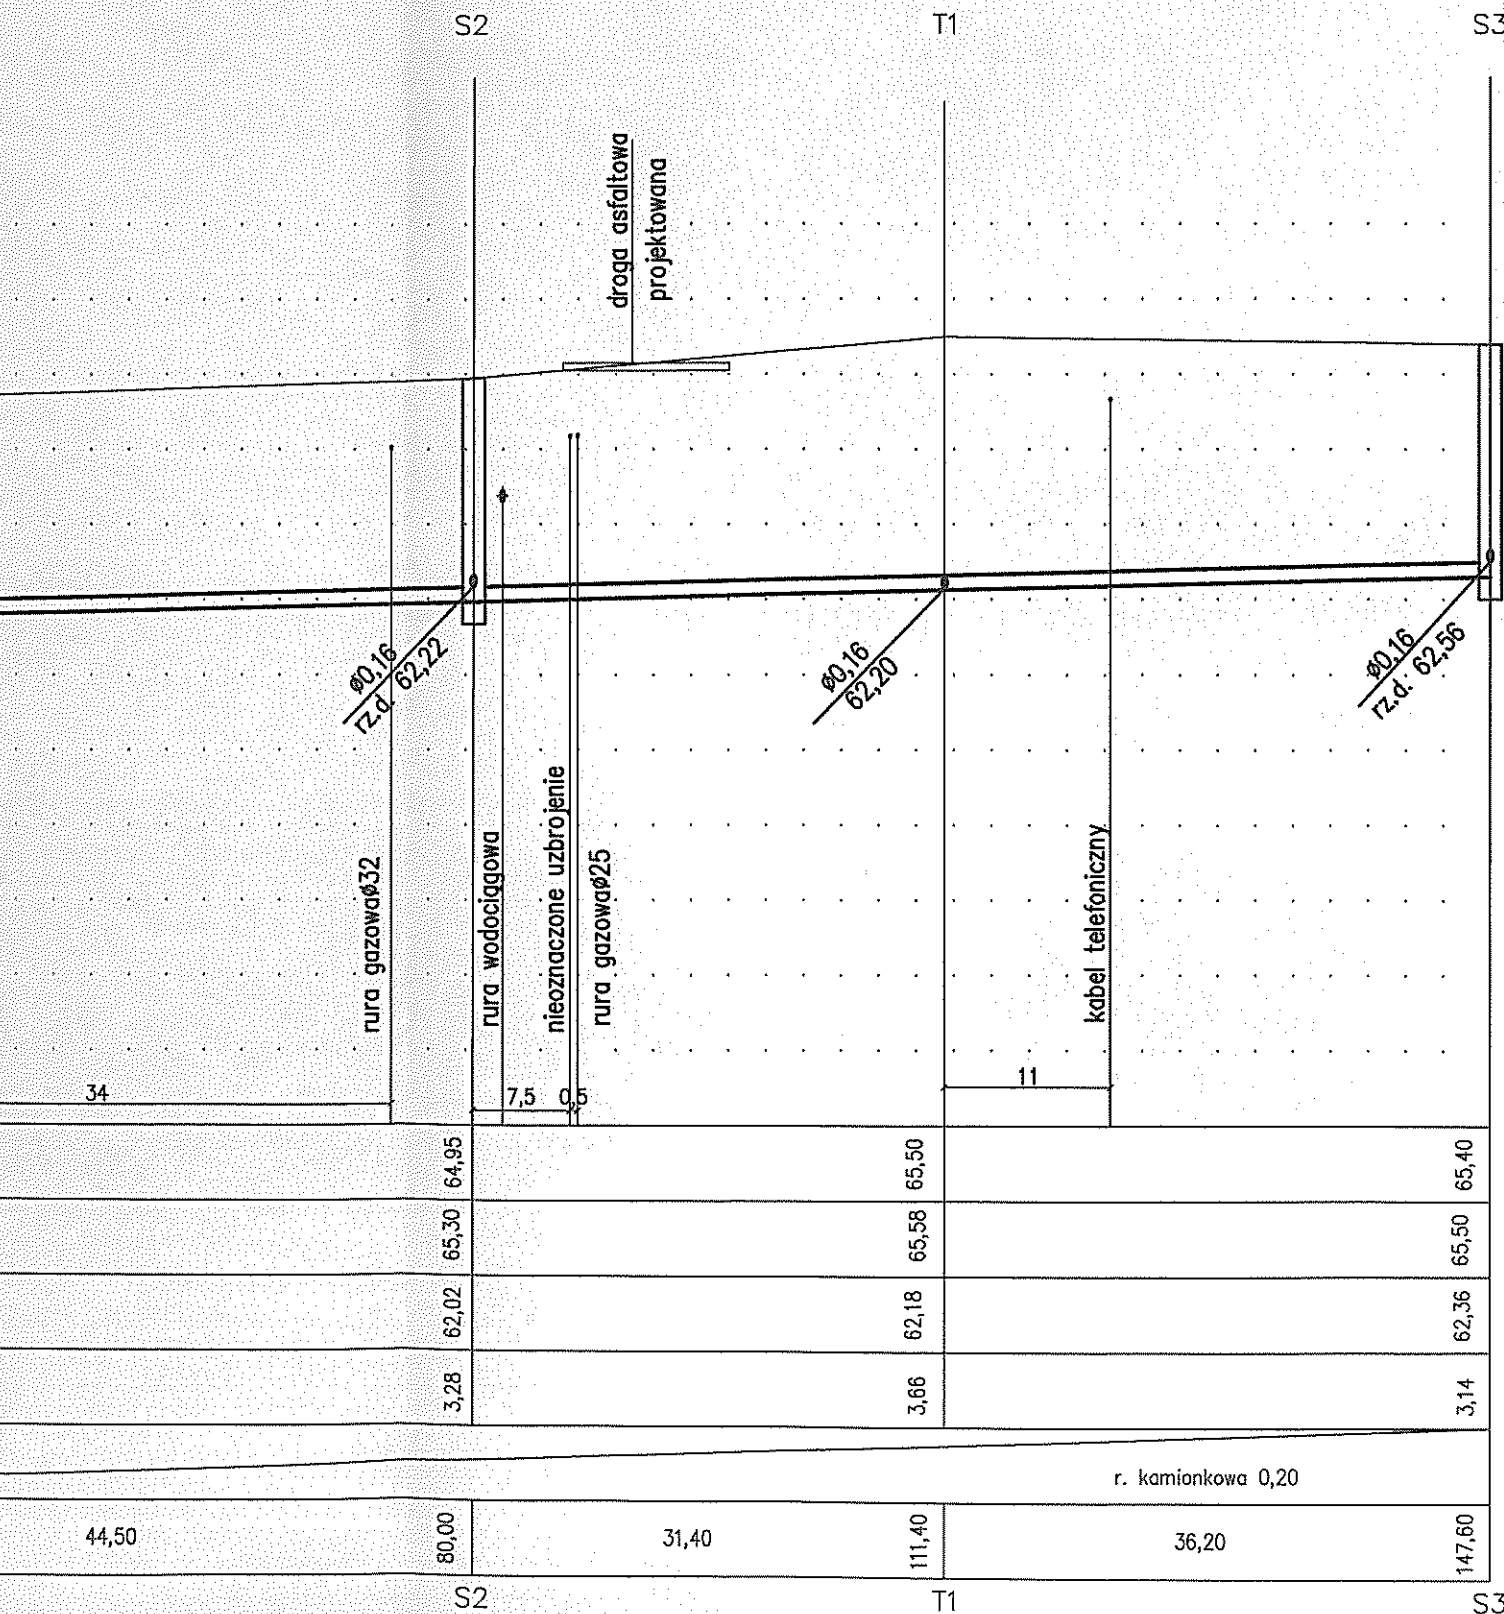 S2 T1 S3
droga asfaltowa
projektowana
ø0,16
rz.d. 62,22
ø0,16
62,20
ø0,16
rz.d. 62,56
rura gazowaø32
rura wodociągowa
nieoznaczone uzbrojenie
rura gazowaø25
kabel telefoniczny
34 7,5 0,5 11
64,95 65,50 65,40
65,30 65,58 65,50
62,02 62,18 62,36
3,28 3,66 3,14
r. kamionkowa 0,20
44,50 80,00 31,40 111,40 36,20 147,60
S2 T1 S3